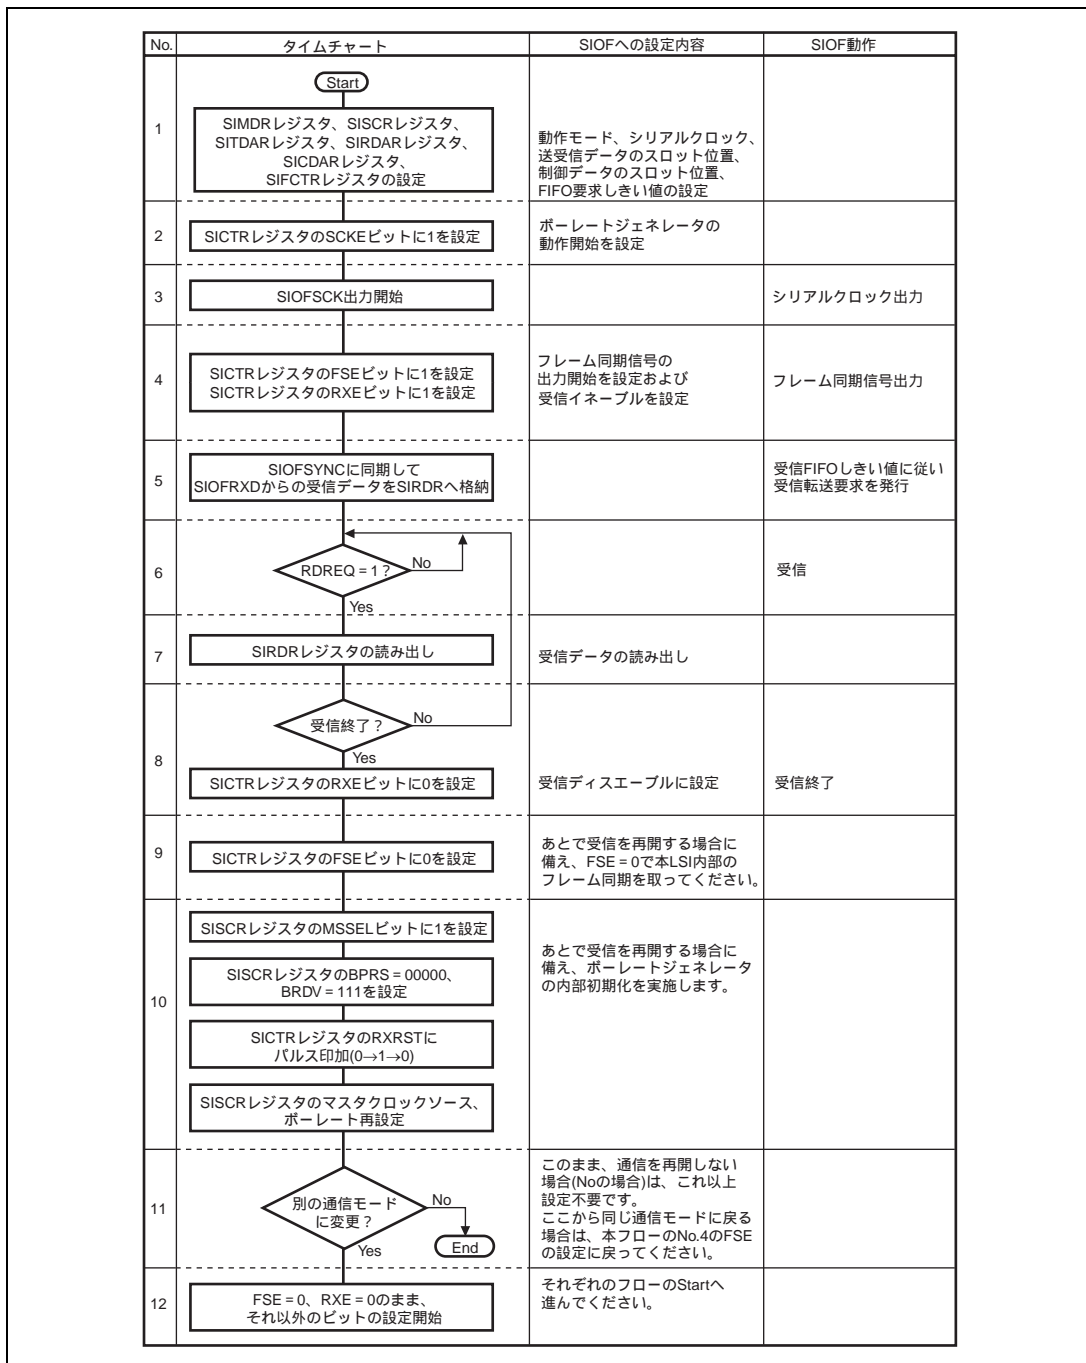 No.
タイムチャート
SIOFへの設定内容
SIOF動作
1
Start
SIMDRレジスタ、SISCRレジスタ、
SITDARレジスタ、SIRDARレジスタ、
SICDARレジスタ、
SIFCTRレジスタの設定
動作モード、シリアルクロック、
送受信データのスロット位置、
制御データのスロット位置、
FIFO要求しきい値の設定
2
SICTRレジスタのSCKEビットに1を設定
ボーレートジェネレータの
動作開始を設定
3
SIOFSCK出力開始
シリアルクロック出力
4
SICTRレジスタのFSEビットに1を設定
SICTRレジスタのRXEビットに1を設定
フレーム同期信号の
出力開始を設定および
受信イネーブルを設定
フレーム同期信号出力
5
SIOFSYNCに同期して
SIOFRXDからの受信データをSIRDRへ格納
受信FIFOしきい値に従い
受信転送要求を発行
6
RDREQ = 1 ?
No
Yes
受信
7
SIRDRレジスタの読み出し
受信データの読み出し
8
受信終了 ?
No
Yes
SICTRレジスタのRXEビットに0を設定
受信ディスエーブルに設定
受信終了
9
SICTRレジスタのFSEビットに0を設定
あとで受信を再開する場合に
備え、FSE = 0で本LSI内部の
フレーム同期を取ってください。
10
SISCRレジスタのMSSELビットに1を設定
SISCRレジスタのBPRS = 00000、
BRDV = 111を設定
SICTRレジスタのRXRSTに
パルス印加(0→1→0)
SISCRレジスタのマスタクロックソース、
ボーレート再設定
あとで受信を再開する場合に
備え、ボーレートジェネレータ
の内部初期化を実施します。
11
別の通信モード
に変更 ?
No
Yes
End
このまま、通信を再開しない
場合(Noの場合)は、これ以上
設定不要です。
ここから同じ通信モードに戻る
場合は、本フローのNo.4のFSE
の設定に戻ってください。
12
FSE = 0、RXE = 0のまま、
それ以外のビットの設定開始
それぞれのフローのStartへ
進んでください。